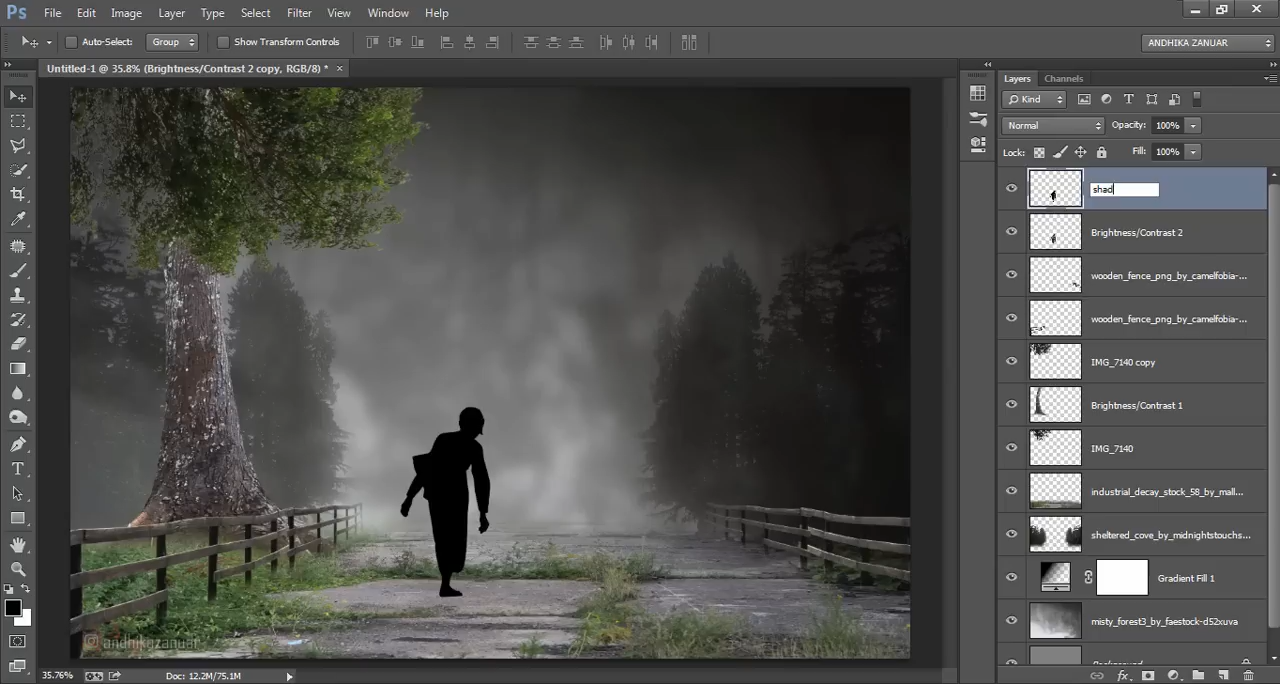 Ps File Edit Image Layer Type Select Filter View Window Help
Auto-Select: Group Show Transform Controls ANDHIKA ZANUAR
Untitled-1 @ 35.8% (Brightness/Contrast 2 copy, RGB/8) * ×
Layers Channels
Kind T
Normal Opacity: 100%
Lock: Fill: 100%
shad
Brightness/Contrast 2
wooden_fence_png_by_camelfobia-...
wooden_fence_png_by_camelfobia-...
IMG_7140 copy
Brightness/Contrast 1
IMG_7140
industrial_decay_stock_58_by_mall...
sheltered_cove_by_midnightstouchs...
Gradient Fill 1
misty_forest3_by_faestock-d52xuva
Background
andhikazanuar
35.76% Doc: 12.2M/75.1M
fx